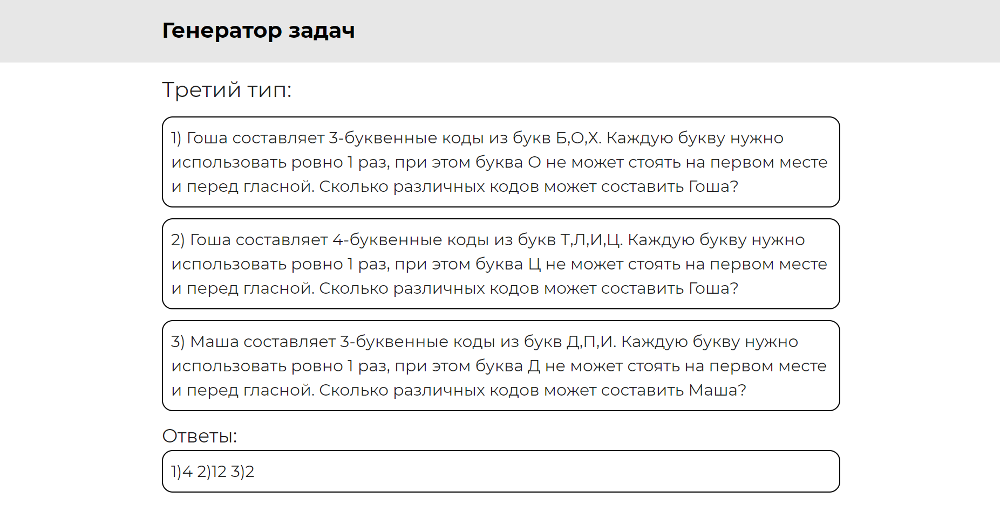 Генератор задач
Третий тип:
1) Гоша составляет 3-буквенные коды из букв Б,О,Х. Каждую букву нужно
использовать ровно 1 раз, при этом буква О не может стоять на первом месте
и перед гласной. Сколько различных кодов может составить Гоша?
2) Гоша составляет 4-буквенные коды из букв Т,Л,И,Ц. Каждую букву нужно
использовать ровно 1 раз, при этом буква Ц не может стоять на первом месте
и перед гласной. Сколько различных кодов может составить Гоша?
3) Маша составляет 3-буквенные коды из букв Д,П,И. Каждую букву нужно
использовать ровно 1 раз, при этом буква Д не может стоять на первом месте
и перед гласной. Сколько различных кодов может составить Маша?
Ответы:
1)4 2)12 3)2